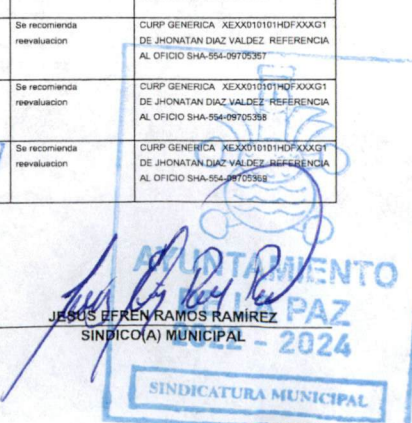 Se recomienda
reevaluacion
CURP GENERICA XEXX010101HDFXXXG1
DE JHONATAN DIAZ VALDEZ REFERENCIA
AL OFICIO SHA-554-09705357
Se recomienda
reevaluacion
CURP GENERICA XEXX010101HDFXXXG1
DE JHONATAN DIAZ VALDEZ REFERENCIA
AL OFICIO SHA-554-09705358
Se recomienda
reevaluacion
CURP GENERICA XEXX010101HDFXXXG1
DE JHONATAN DIAZ VALDEZ REFERENCIA
AL OFICIO SHA-554-09705359
AYUNTAMIENTO
PAZ
JESUS EFREN RAMOS RAMÍREZ
SINDICO(A) MUNICIPAL
2022 - 2024
SINDICATURA MUNICIPAL